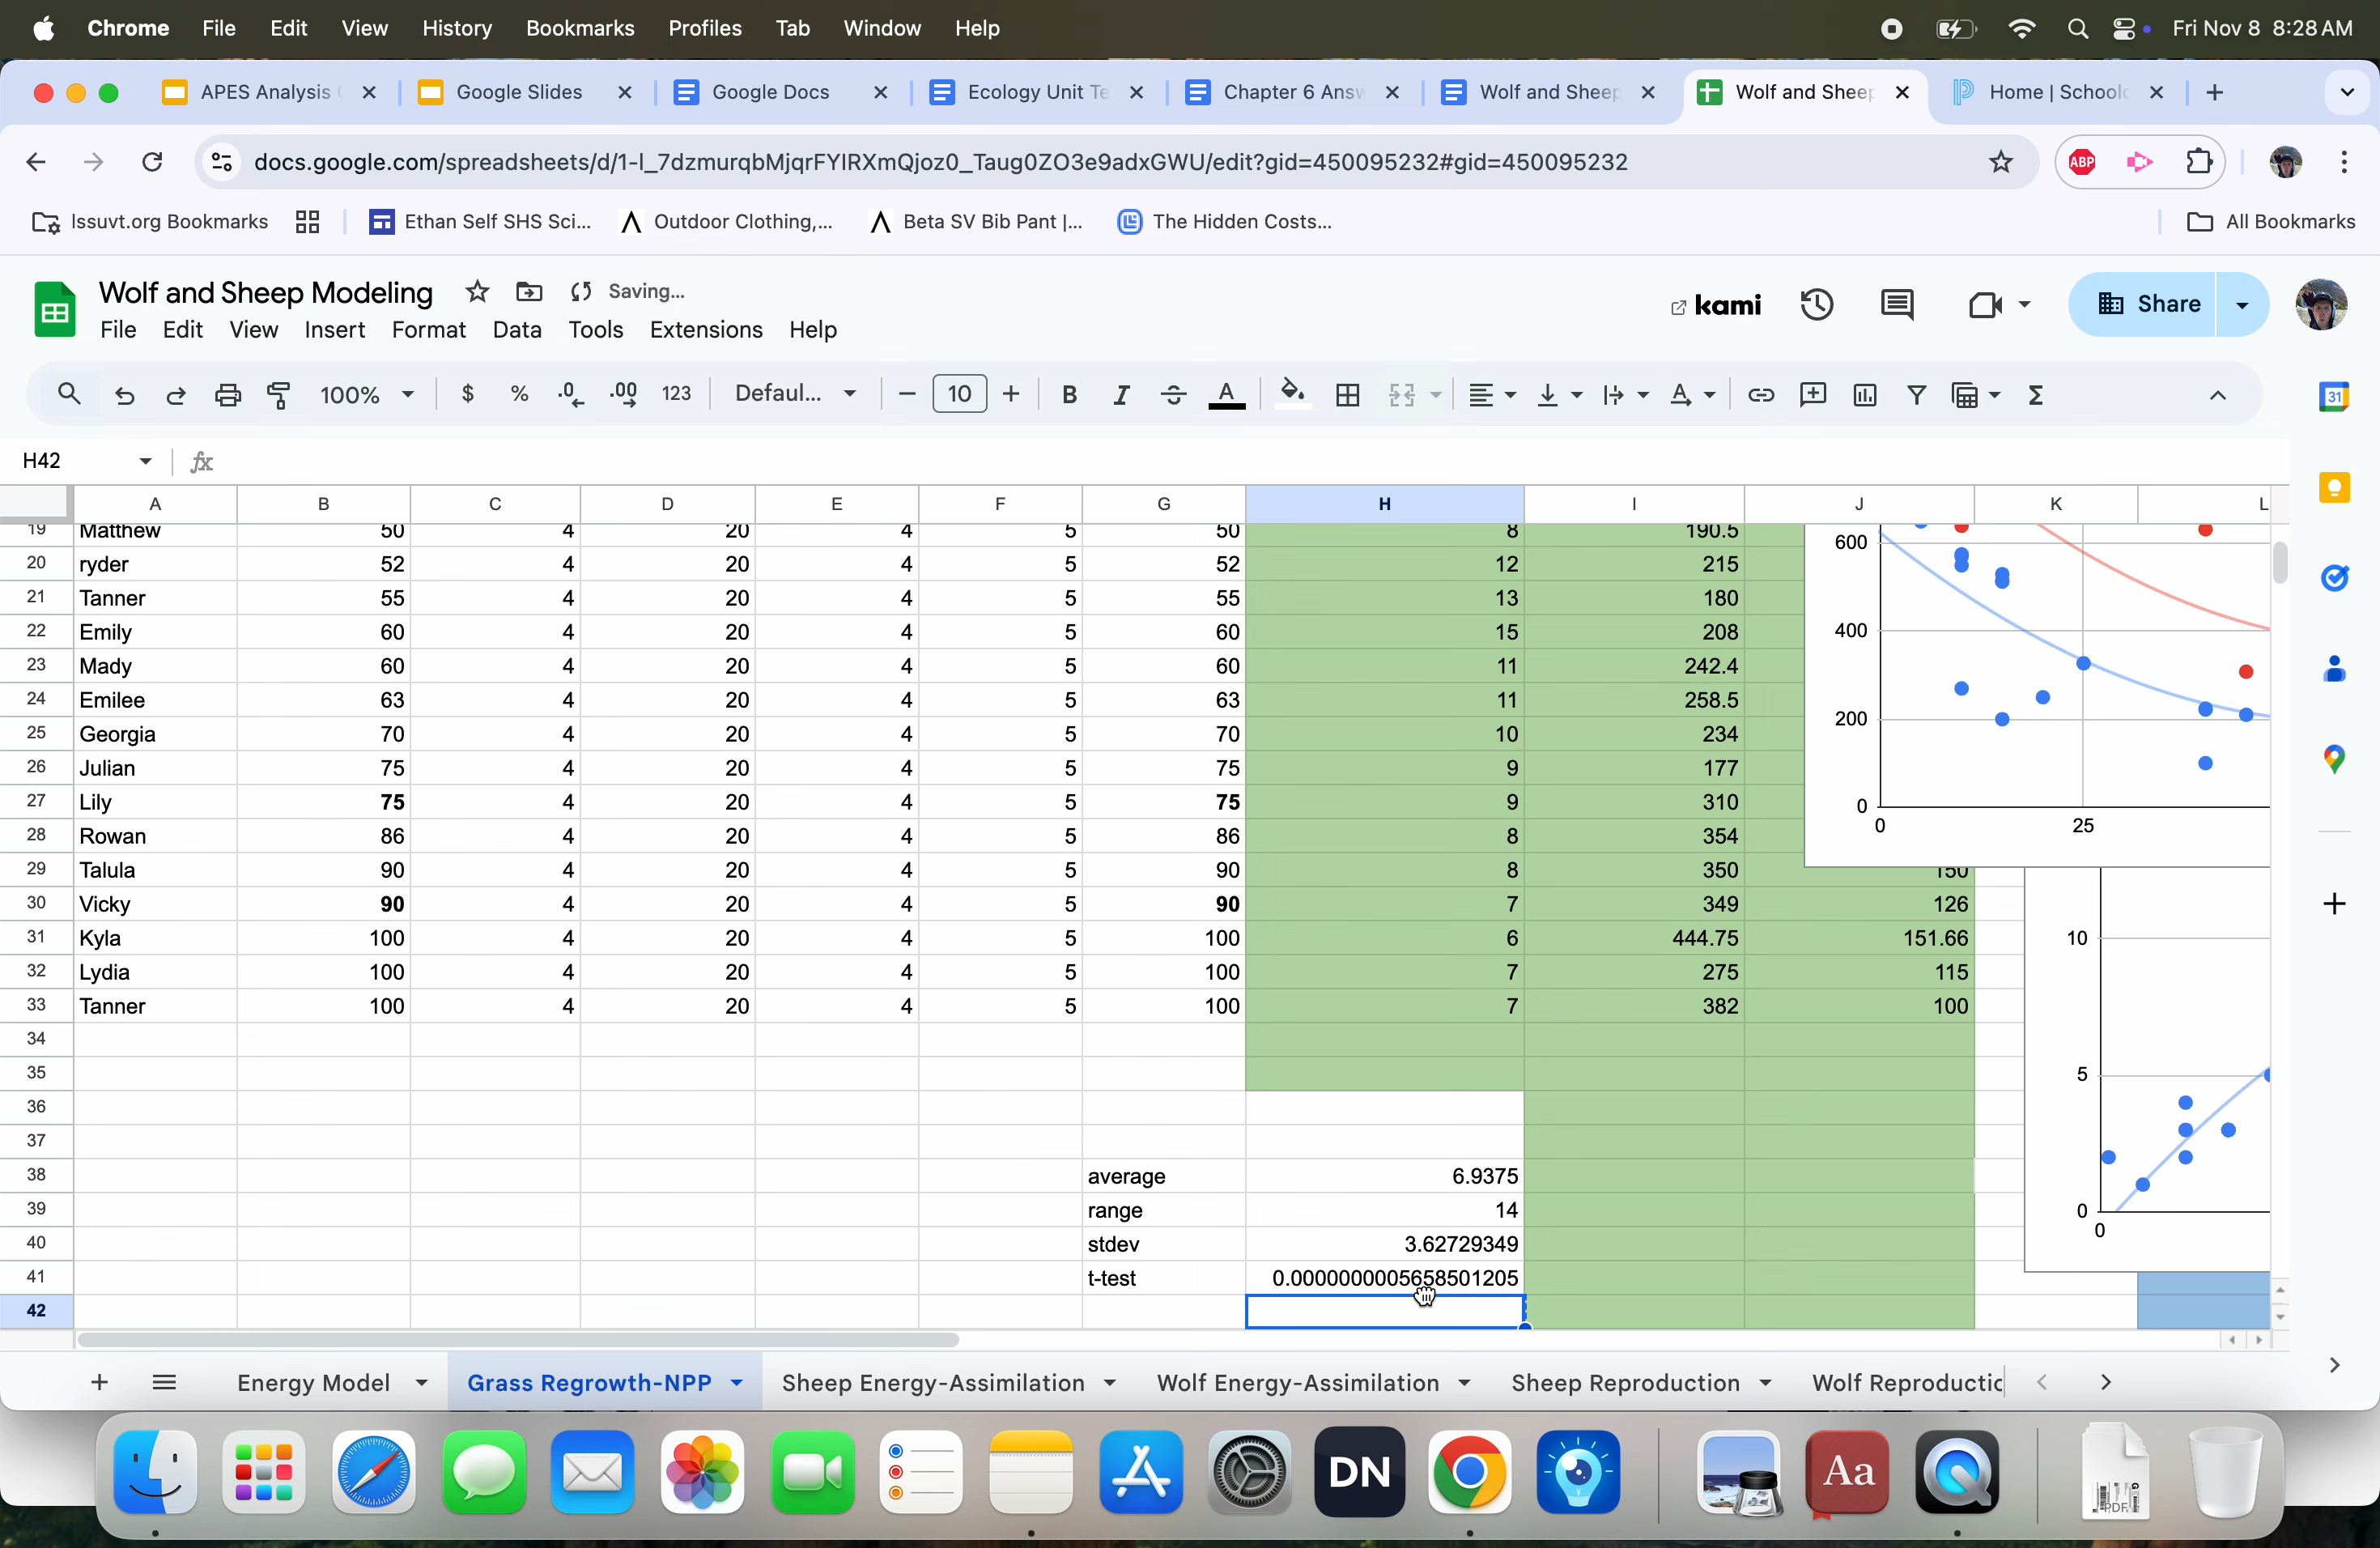 Chrome File Edit View History Bookmarks Profiles Tab Window Help Fri Nov 8 8:28 AM
APES Analysis Google Slides Google Docs Ecology Unit Te Chapter 6 Answ Wolf and Sheep Wolf and Sheep Home | Schoolo
docs.google.com/spreadsheets/d/1-l_7dzmurqbMjqrFYIRXmQjoz0_Taug0ZO3e9adxGWU/edit?gid=450095232#gid=450095232 ABP
Issuvt.org Bookmarks Ethan Self SHS Sci... Outdoor Clothing,... Beta SV Bib Pant |... The Hidden Costs... All Bookmarks
Wolf and Sheep Modeling Saving... kami Share
File Edit View Insert Format Data Tools Extensions Help
100% $ % .0 .00 123 Defaul... 10 B I A 31
H42 fx
A B C D E F G H I J K L
19 Matthew 50 4 20 4 5 50 8 190.5
20 ryder 52 4 20 4 5 52 12 215
21 Tanner 55 4 20 4 5 55 13 180
22 Emily 60 4 20 4 5 60 15 208
23 Mady 60 4 20 4 5 60 11 242.4
24 Emilee 63 4 20 4 5 63 11 258.5
25 Georgia 70 4 20 4 5 70 10 234
26 Julian 75 4 20 4 5 75 9 177
27 Lily 75 4 20 4 5 75 9 310
28 Rowan 86 4 20 4 5 86 8 354
29 Talula 90 4 20 4 5 90 8 350 150
30 Vicky 90 4 20 4 5 90 7 349 126
31 Kyla 100 4 20 4 5 100 6 444.75 151.66
32 Lydia 100 4 20 4 5 100 7 275 115
33 Tanner 100 4 20 4 5 100 7 382 100
34
35
36
37
38 average 6.9375
39 range 14
40 stdev 3.62729349
41 t-test 0.0000000005658501205
42
600
400
200
0
0 25
10
5
0
0
Energy Model Grass Regrowth-NPP Sheep Energy-Assimilation Wolf Energy-Assimilation Sheep Reproduction Wolf Reproductic
DN Aa PDF